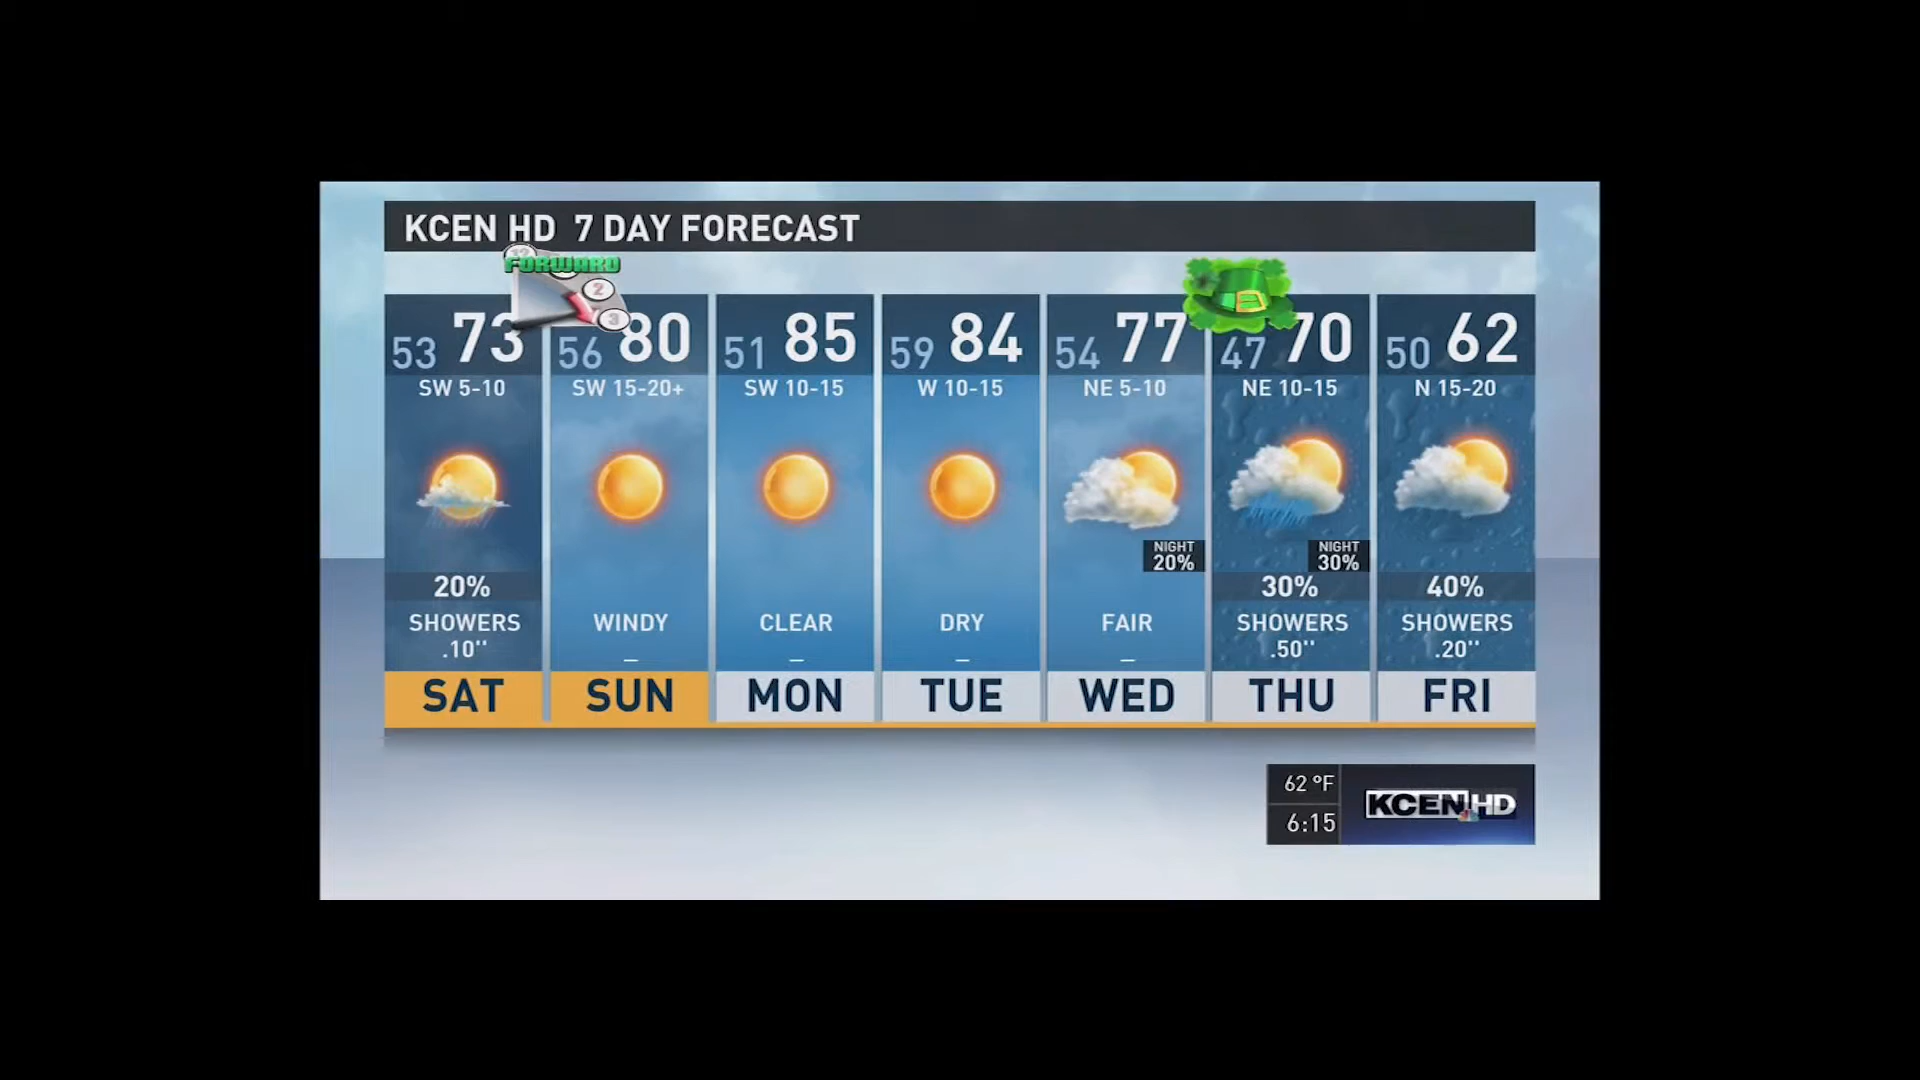 KCEN HD 7 DAY FORECAST
12
FORWARD
2
3
53 73
SW 5-10
20%
SHOWERS
.10''
SAT
56 80
SW 15-20+
WINDY
–
SUN
51 85
SW 10-15
CLEAR
–
MON
59 84
W 10-15
DRY
–
TUE
54 77
NE 5-10
NIGHT
20%
FAIR
–
WED
47 70
NE 10-15
NIGHT
30%
30%
SHOWERS
.50''
THU
50 62
N 15-20
40%
SHOWERS
.20''
FRI
62 °F
6:15
KCEN HD